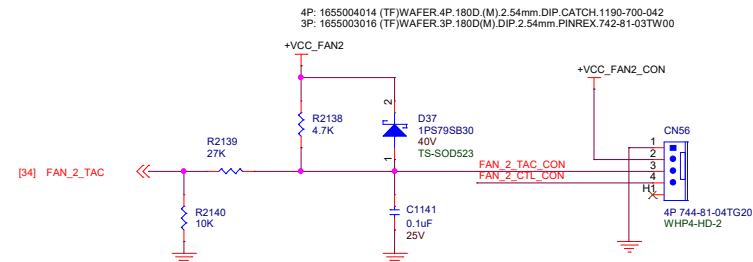 4P: 1655004014 (TF)WAFER.4P.180D.(M).2.54mm.DIP.CATCH.1190-700-042
3P: 1655003016 (TF)WAFER.3P.180D(M).DIP.2.54mm.PINREX.742-81-03TW00
+VCC_FAN2
+VCC_FAN2_CON
R2138
4.7K
2
D37
1PS79SB30
40V
TS-SOD523
1
R2139
27K
[34] FAN_2_TAC
R2140
10K
C1141
0.1uF
25V
FAN_2_TAC_CON
FAN_2_CTL_CON
CN56
1
2
3
4
H1
4P 744-81-04TG20
WHP4-HD-2